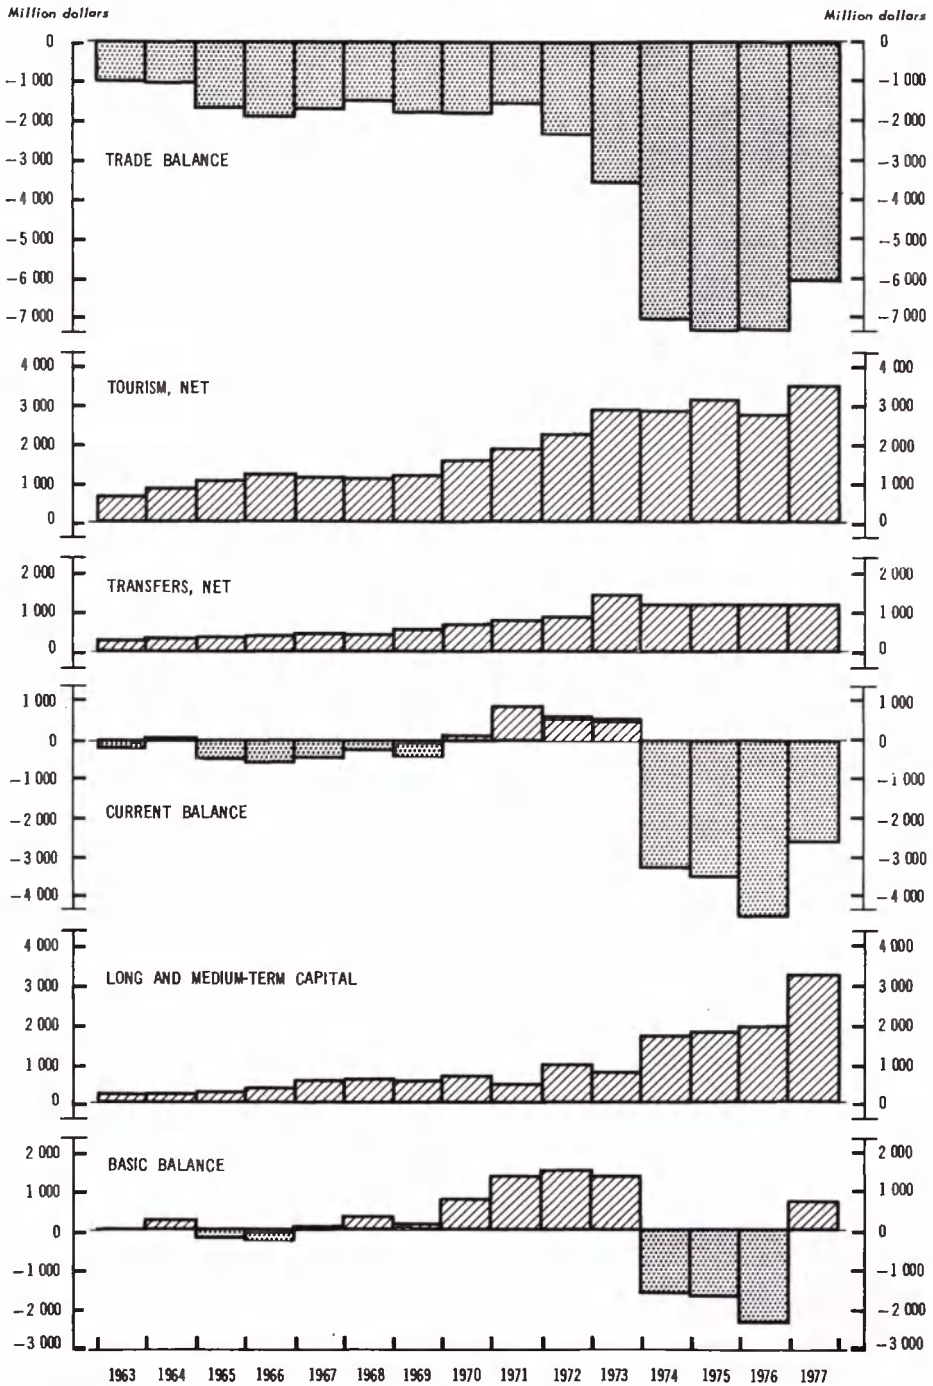 Million dollars Million dollars
0 0
−1 000 −1 000
−2 000 −2 000
−3 000 TRADE BALANCE −3 000
−4 000 −4 000
−5 000 −5 000
−6 000 −6 000
−7 000 −7 000
4 000 4 000
TOURISM, NET
3 000 3 000
2 000 2 000
1 000 1 000
0 0
2 000 2 000
TRANSFERS, NET
1 000 1 000
0 0
1 000 1 000
0 0
−1 000 −1 000
CURRENT BALANCE
−2 000 −2 000
−3 000 −3 000
−4 000 −4 000
4 000 4 000
LONG AND MEDIUM-TERM CAPITAL
3 000 3 000
2 000 2 000
1 000 1 000
0 0
2 000 2 000
BASIC BALANCE
1 000 1 000
0 0
−1 000 −1 000
−2 000 −2 000
−3 000 −3 000
1963 1964 1965 1966 1967 1968 1969 1970 1971 1972 1973 1974 1975 1976 1977